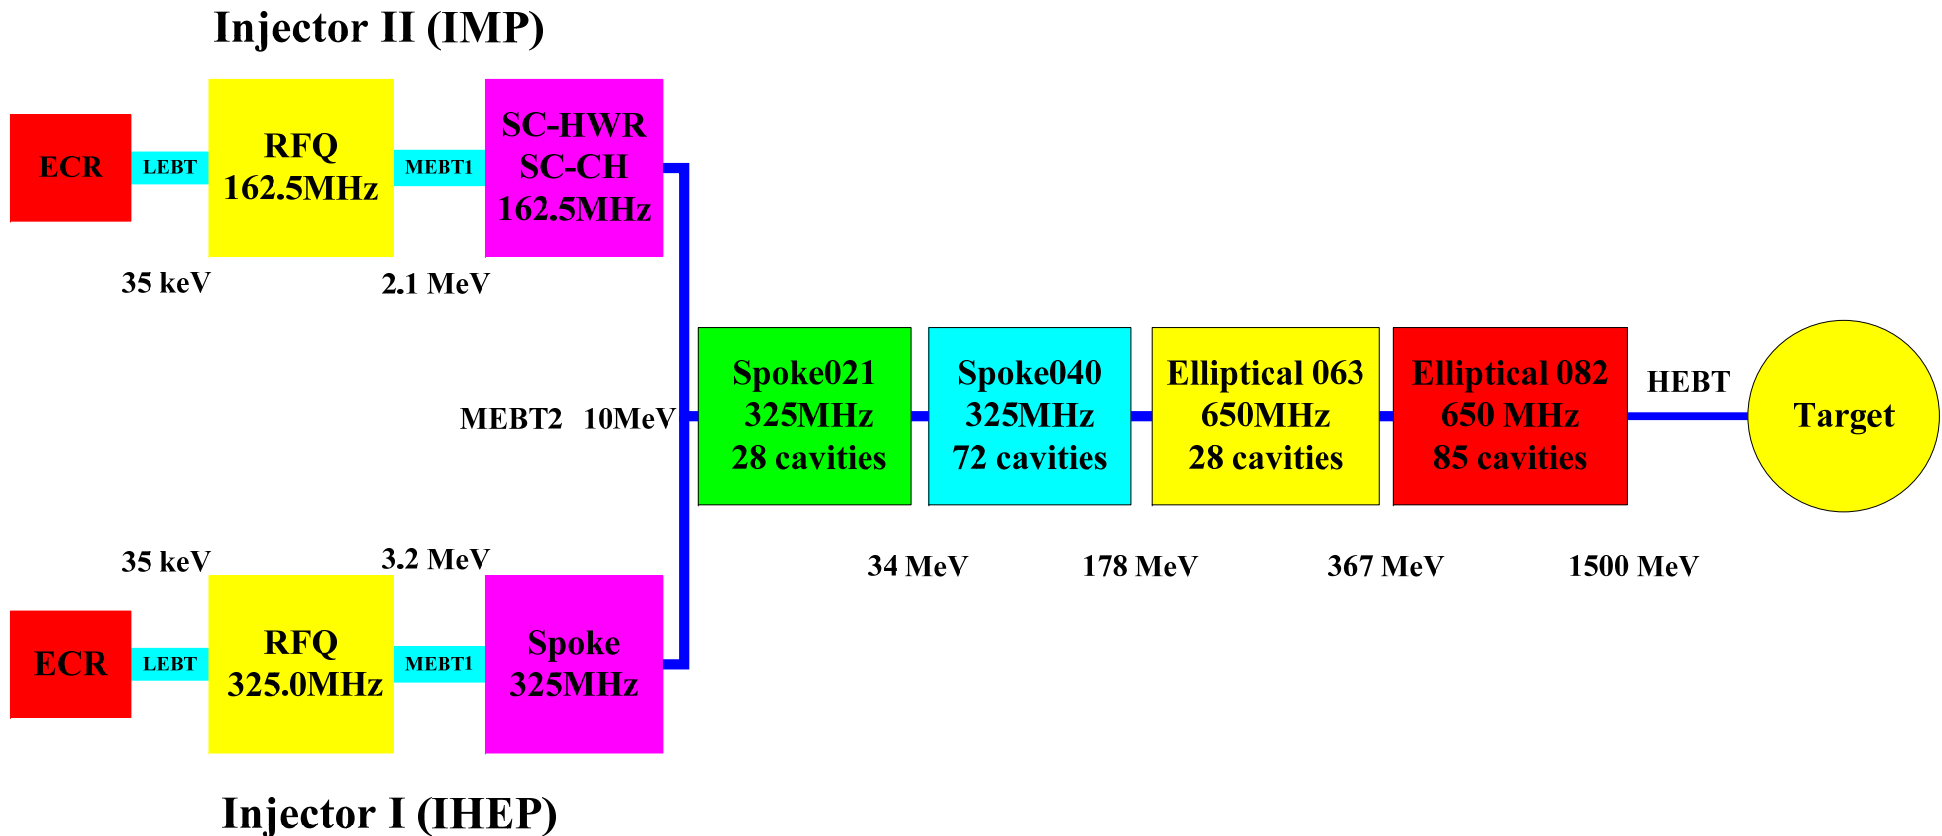 Injector II (IMP)
ECR
LEBT
RFQ
162.5MHz
MEBT1
SC-HWR
SC-CH
162.5MHz
35 keV
2.1 MeV
MEBT2 10MeV
Spoke021
325MHz
28 cavities
Spoke040
325MHz
72 cavities
Elliptical 063
650MHz
28 cavities
Elliptical 082
650 MHz
85 cavities
HEBT
Target
34 MeV
178 MeV
367 MeV
1500 MeV
35 keV
3.2 MeV
ECR
LEBT
RFQ
325.0MHz
MEBT1
Spoke
325MHz
Injector I (IHEP)